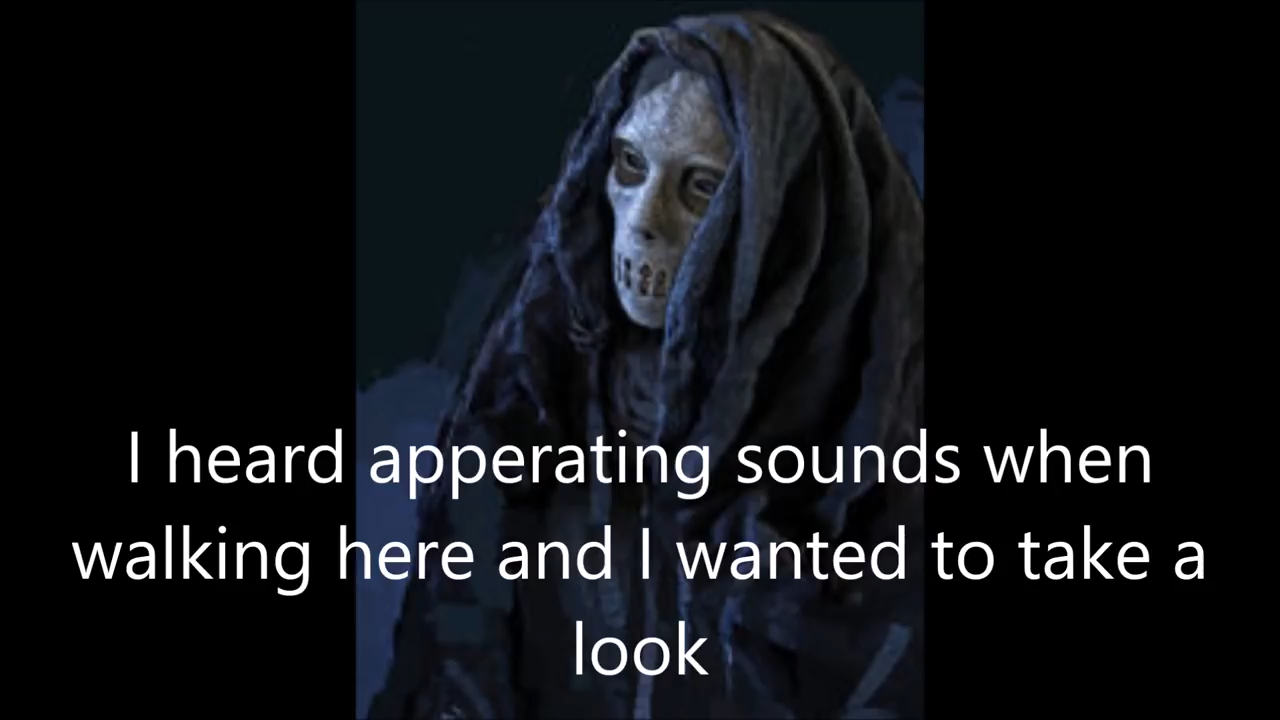 I heard apperating sounds when
walking here and I wanted to take a
look